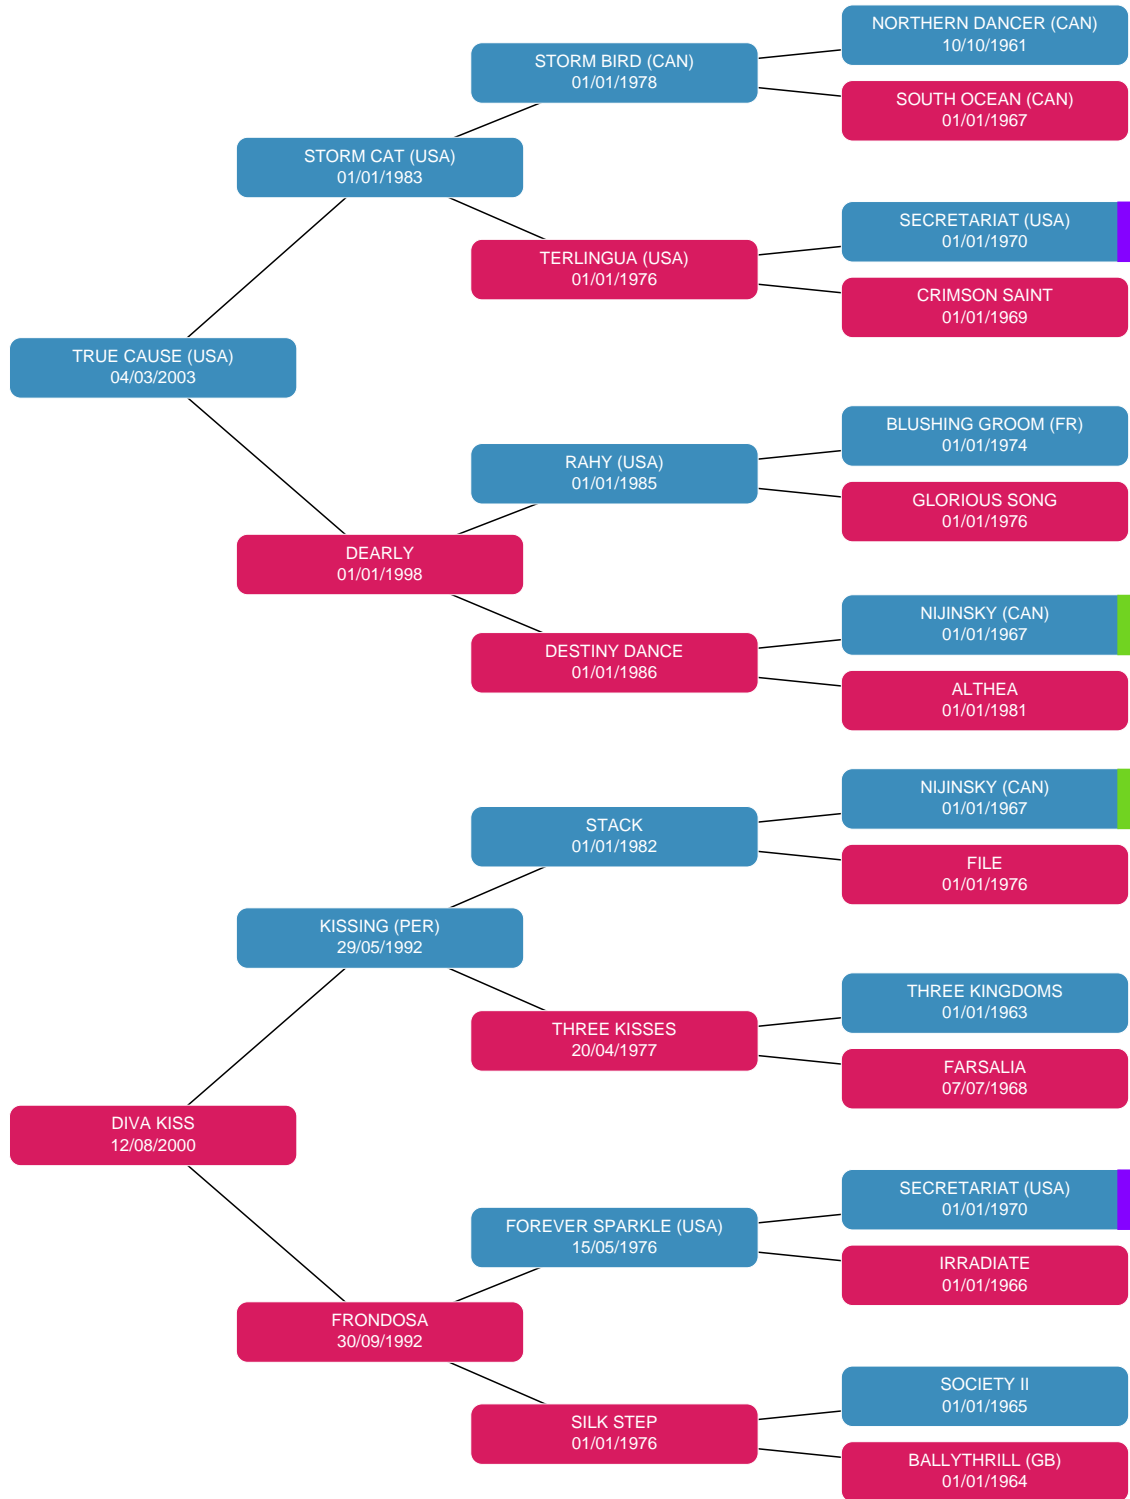 NORTHERN DANCER (CAN)
10/10/1961
STORM BIRD (CAN)
01/01/1978
SOUTH OCEAN (CAN)
01/01/1967
STORM CAT (USA)
01/01/1983
SECRETARIAT (USA)
01/01/1970
TERLINGUA (USA)
01/01/1976
CRIMSON SAINT
01/01/1969
TRUE CAUSE (USA)
04/03/2003
BLUSHING GROOM (FR)
01/01/1974
RAHY (USA)
01/01/1985
GLORIOUS SONG
01/01/1976
DEARLY
01/01/1998
NIJINSKY (CAN)
01/01/1967
DESTINY DANCE
01/01/1986
ALTHEA
01/01/1981
NIJINSKY (CAN)
01/01/1967
STACK
01/01/1982
FILE
01/01/1976
KISSING (PER)
29/05/1992
THREE KINGDOMS
01/01/1963
THREE KISSES
20/04/1977
FARSALIA
07/07/1968
DIVA KISS
12/08/2000
SECRETARIAT (USA)
01/01/1970
FOREVER SPARKLE (USA)
15/05/1976
IRRADIATE
01/01/1966
FRONDOSA
30/09/1992
SOCIETY II
01/01/1965
SILK STEP
01/01/1976
BALLYTHRILL (GB)
01/01/1964